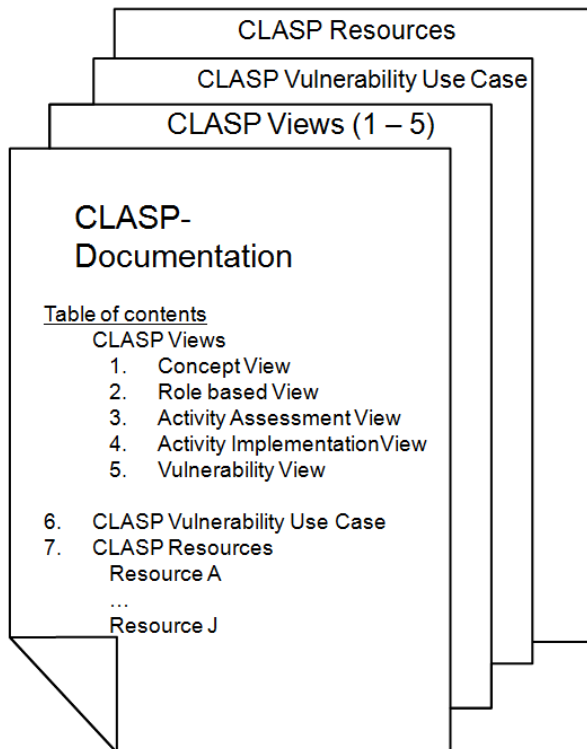 CLASP Resources
CLASP Vulnerability Use Case
CLASP Views (1 – 5)
CLASP-
Documentation
Table of contents
CLASP Views
1. Concept View
2. Role based View
3. Activity Assessment View
4. Activity ImplementationView
5. Vulnerability View
6. CLASP Vulnerability Use Case
7. CLASP Resources
Resource A
...
Resource J